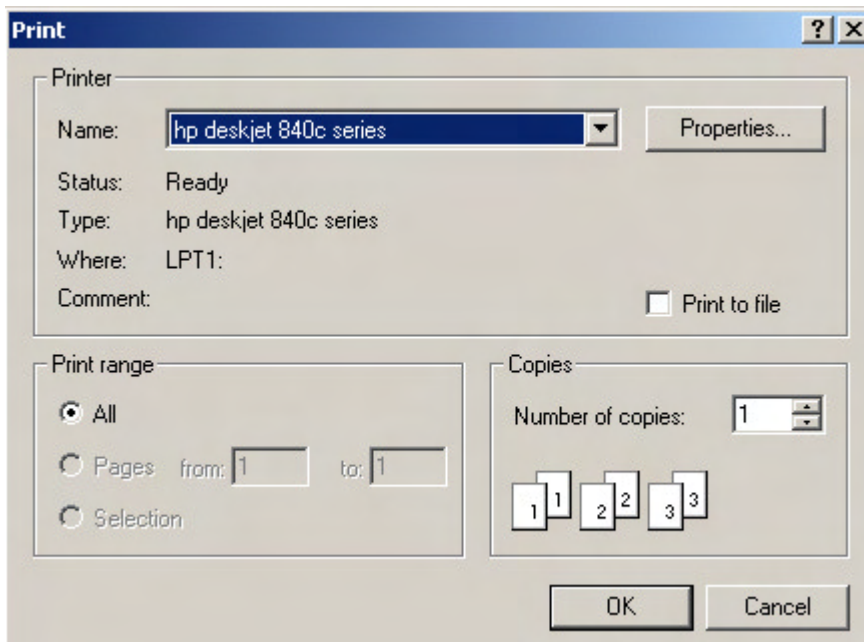 Print
Printer
Name: hp deskjet 840c series Properties...
Status: Ready
Type: hp deskjet 840c series
Where: LPT1:
Comment:
Print to file
Print range
All
Pages from: 1 to: 1
Selection
Copies
Number of copies: 1
1 1 2 2 3 3
OK Cancel